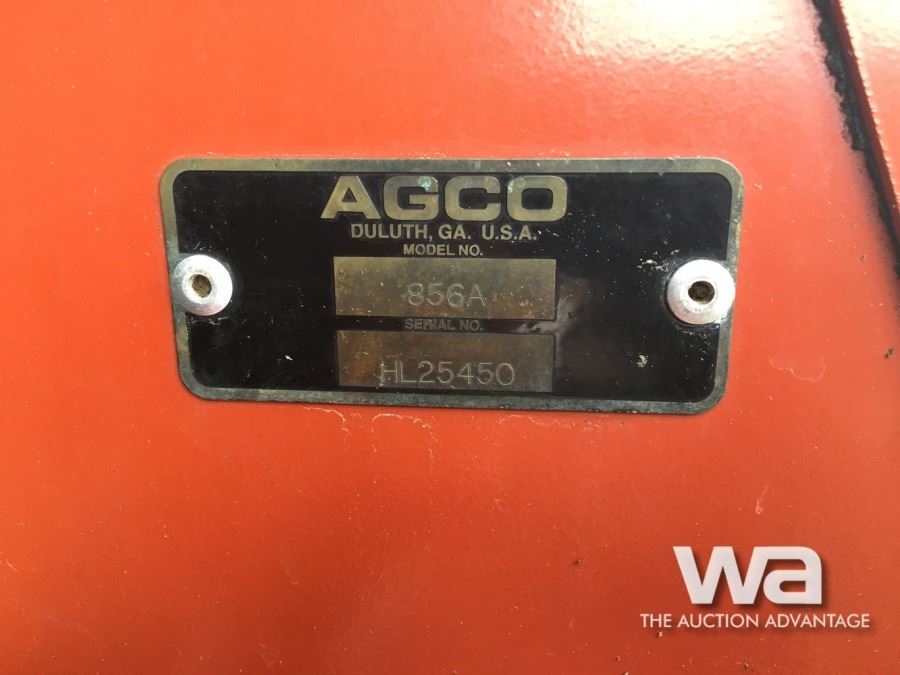 AGCO
DULUTH, GA. U.S.A.
MODEL NO.
856A
SERIAL NO.
HL25450
wa
THE AUCTION ADVANTAGE